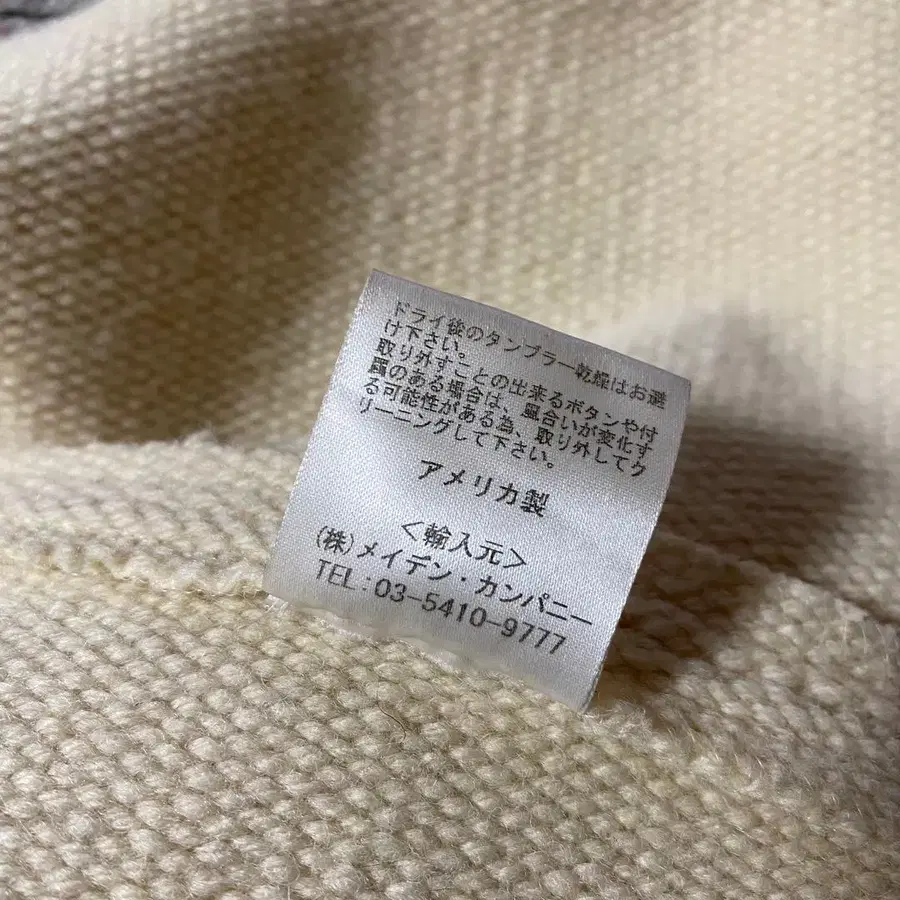 ドライ後のタンブラー乾燥はお避
け下さい。
取り外すことの出来るボタンや付
属のある場合は、風合いが変化す
る可能性がある為、取り外してク
リーニングして下さい。
アメリカ製
<輸入元>
(株)メイデン・カンパニー
TEL:03-5410-9777